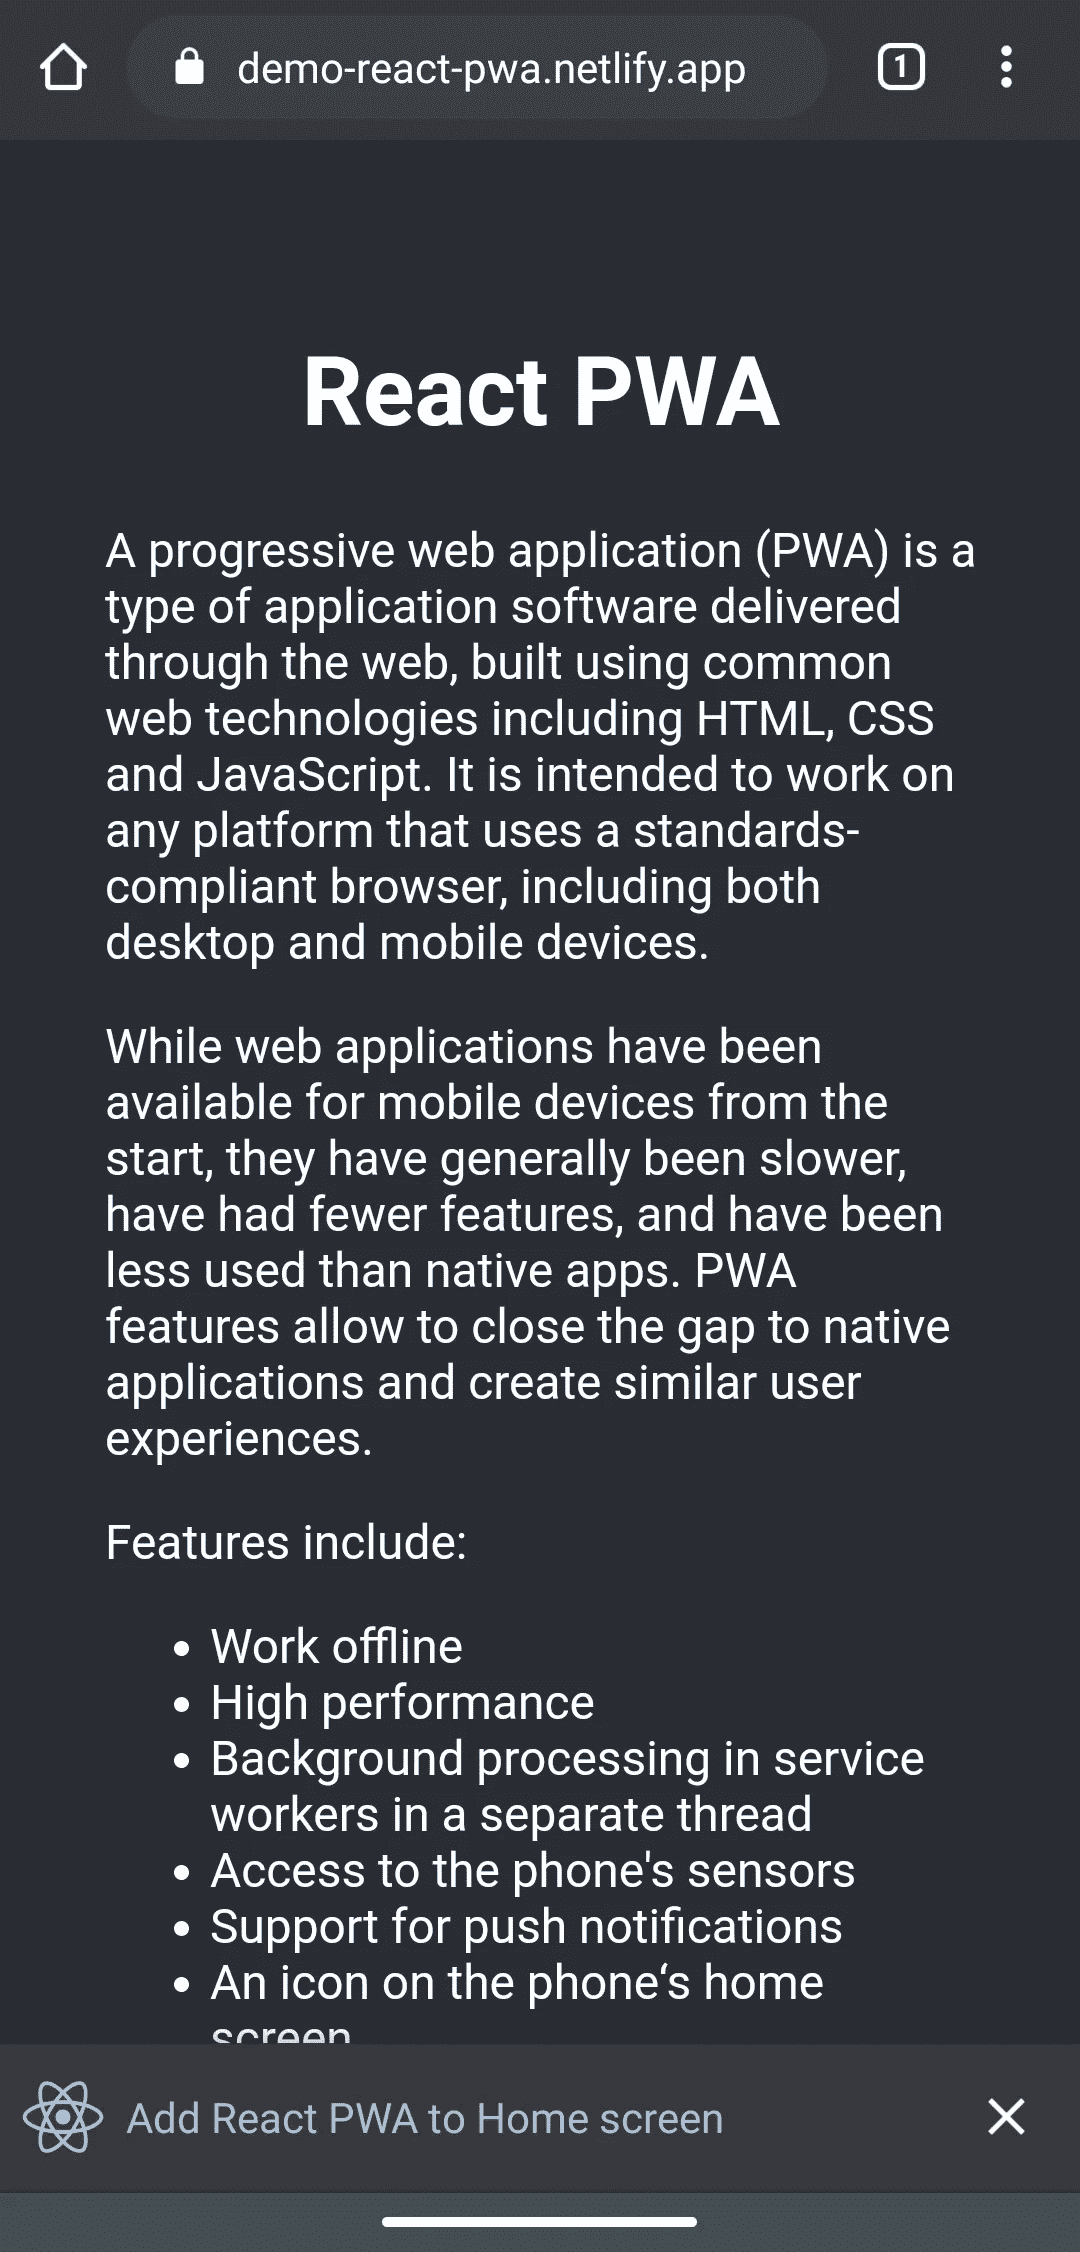 demo-react-pwa.netlify.app
1
React PWA
A progressive web application (PWA) is a
type of application software delivered
through the web, built using common
web technologies including HTML, CSS
and JavaScript. It is intended to work on
any platform that uses a standards-
compliant browser, including both
desktop and mobile devices.
While web applications have been
available for mobile devices from the
start, they have generally been slower,
have had fewer features, and have been
less used than native apps. PWA
features allow to close the gap to native
applications and create similar user
experiences.
Features include:
• Work offline
• High performance
• Background processing in service
workers in a separate thread
• Access to the phone's sensors
• Support for push notifications
• An icon on the phone‘s home
screen
Add React PWA to Home screen